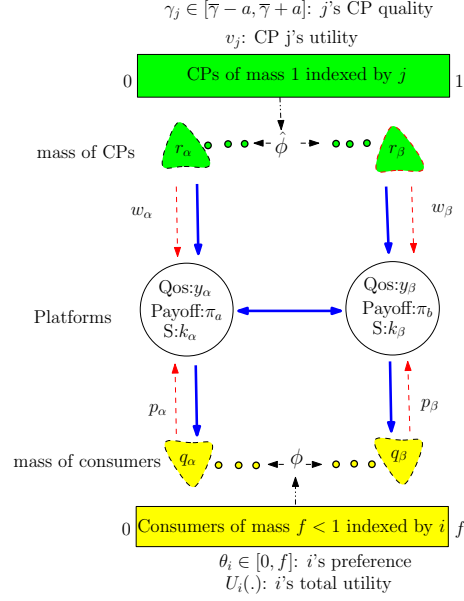 γ_j ∈ [γ̄ − a, γ̄ + a]: j's CP quality
v_j: CP j's utility
0 CPs of mass 1 indexed by j 1
mass of CPs r_α φ̂ r_β
w_α w_β
Qos:y_α Qos:y_β
Platforms Payoff:π_a Payoff:π_b
S:k_α S:k_β
p_α p_β
mass of consumers q_α φ q_β
0 Consumers of mass f < 1 indexed by i f
θ_i ∈ [0, f]: i's preference
U_i(.): i's total utility